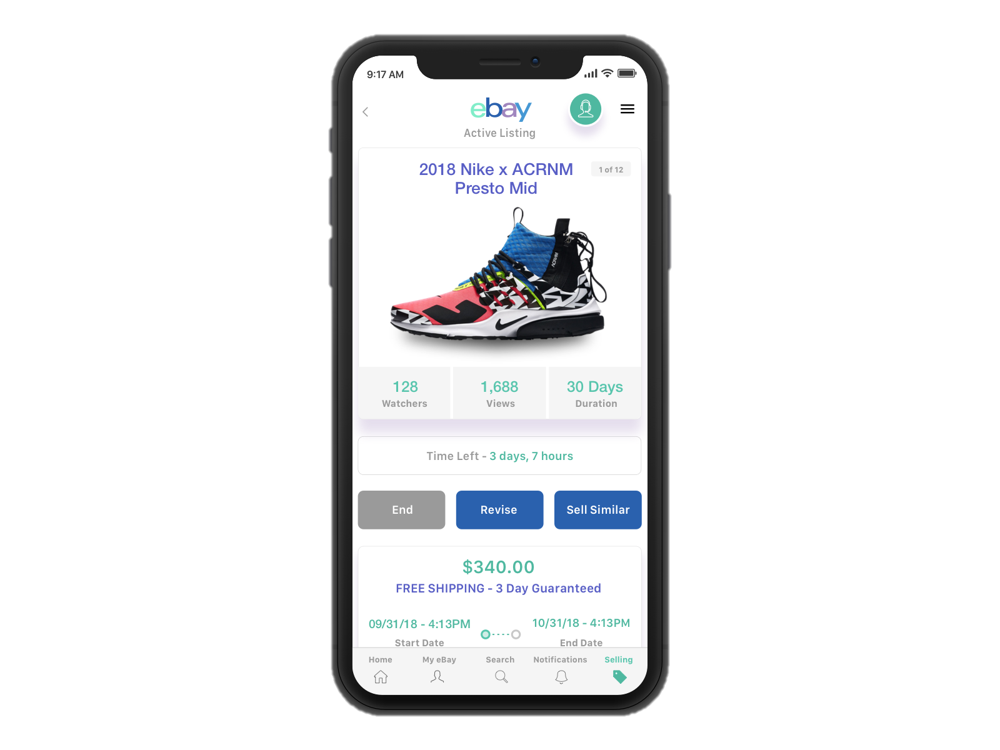 9:17 AM
ebay
Active Listing
2018 Nike x ACRNM
Presto Mid
1 of 12
ACRNM
128
Watchers
1,688
Views
30 Days
Duration
Time Left - 3 days, 7 hours
End
Revise
Sell Similar
$340.00
FREE SHIPPING - 3 Day Guaranteed
09/31/18 - 4:13PM
10/31/18 - 4:13PM
Start Date
End Date
Home
My eBay
Search
Notifications
Selling